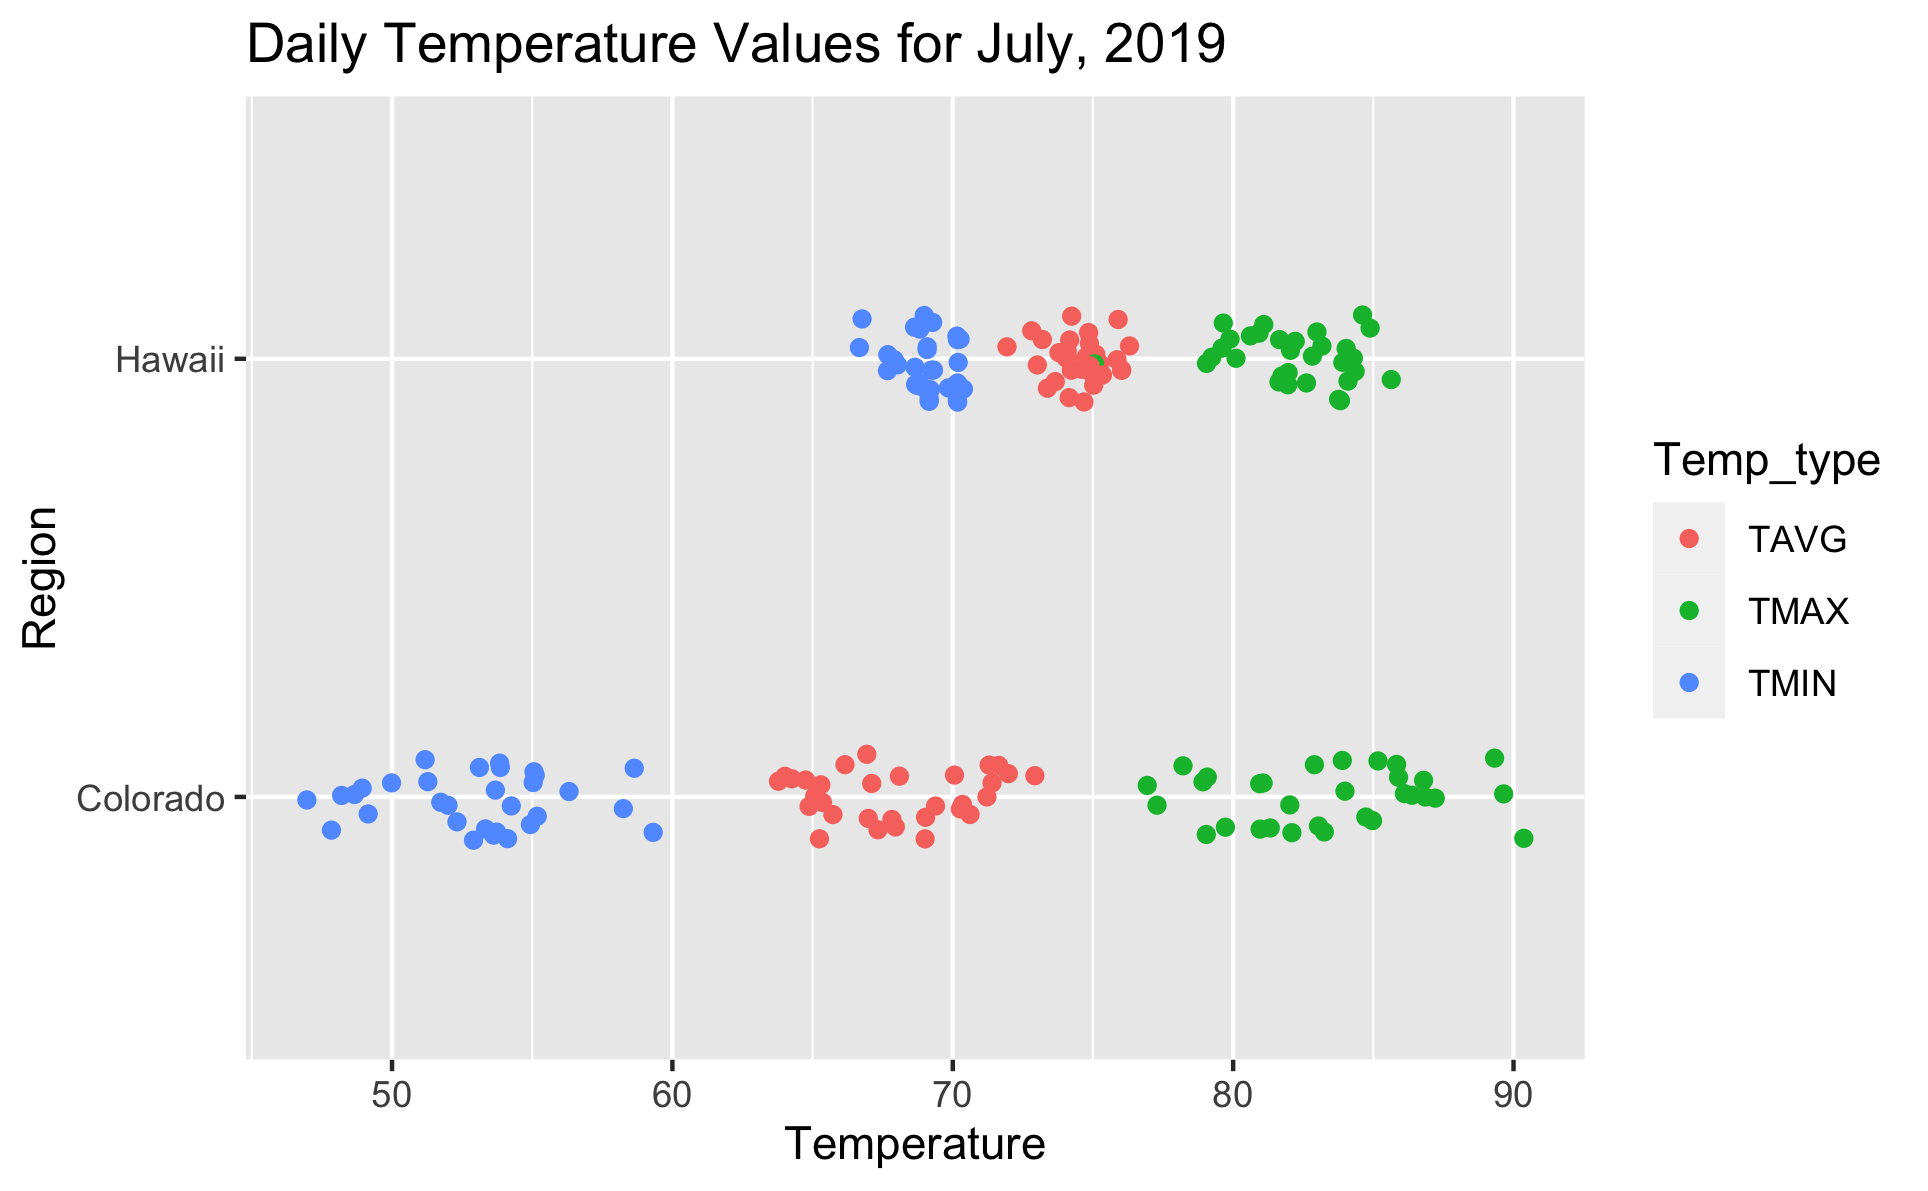 Daily Temperature Values for July, 2019
Region
Hawaii
Colorado
50 60 70 80 90
Temperature
Temp_type
TAVG
TMAX
TMIN